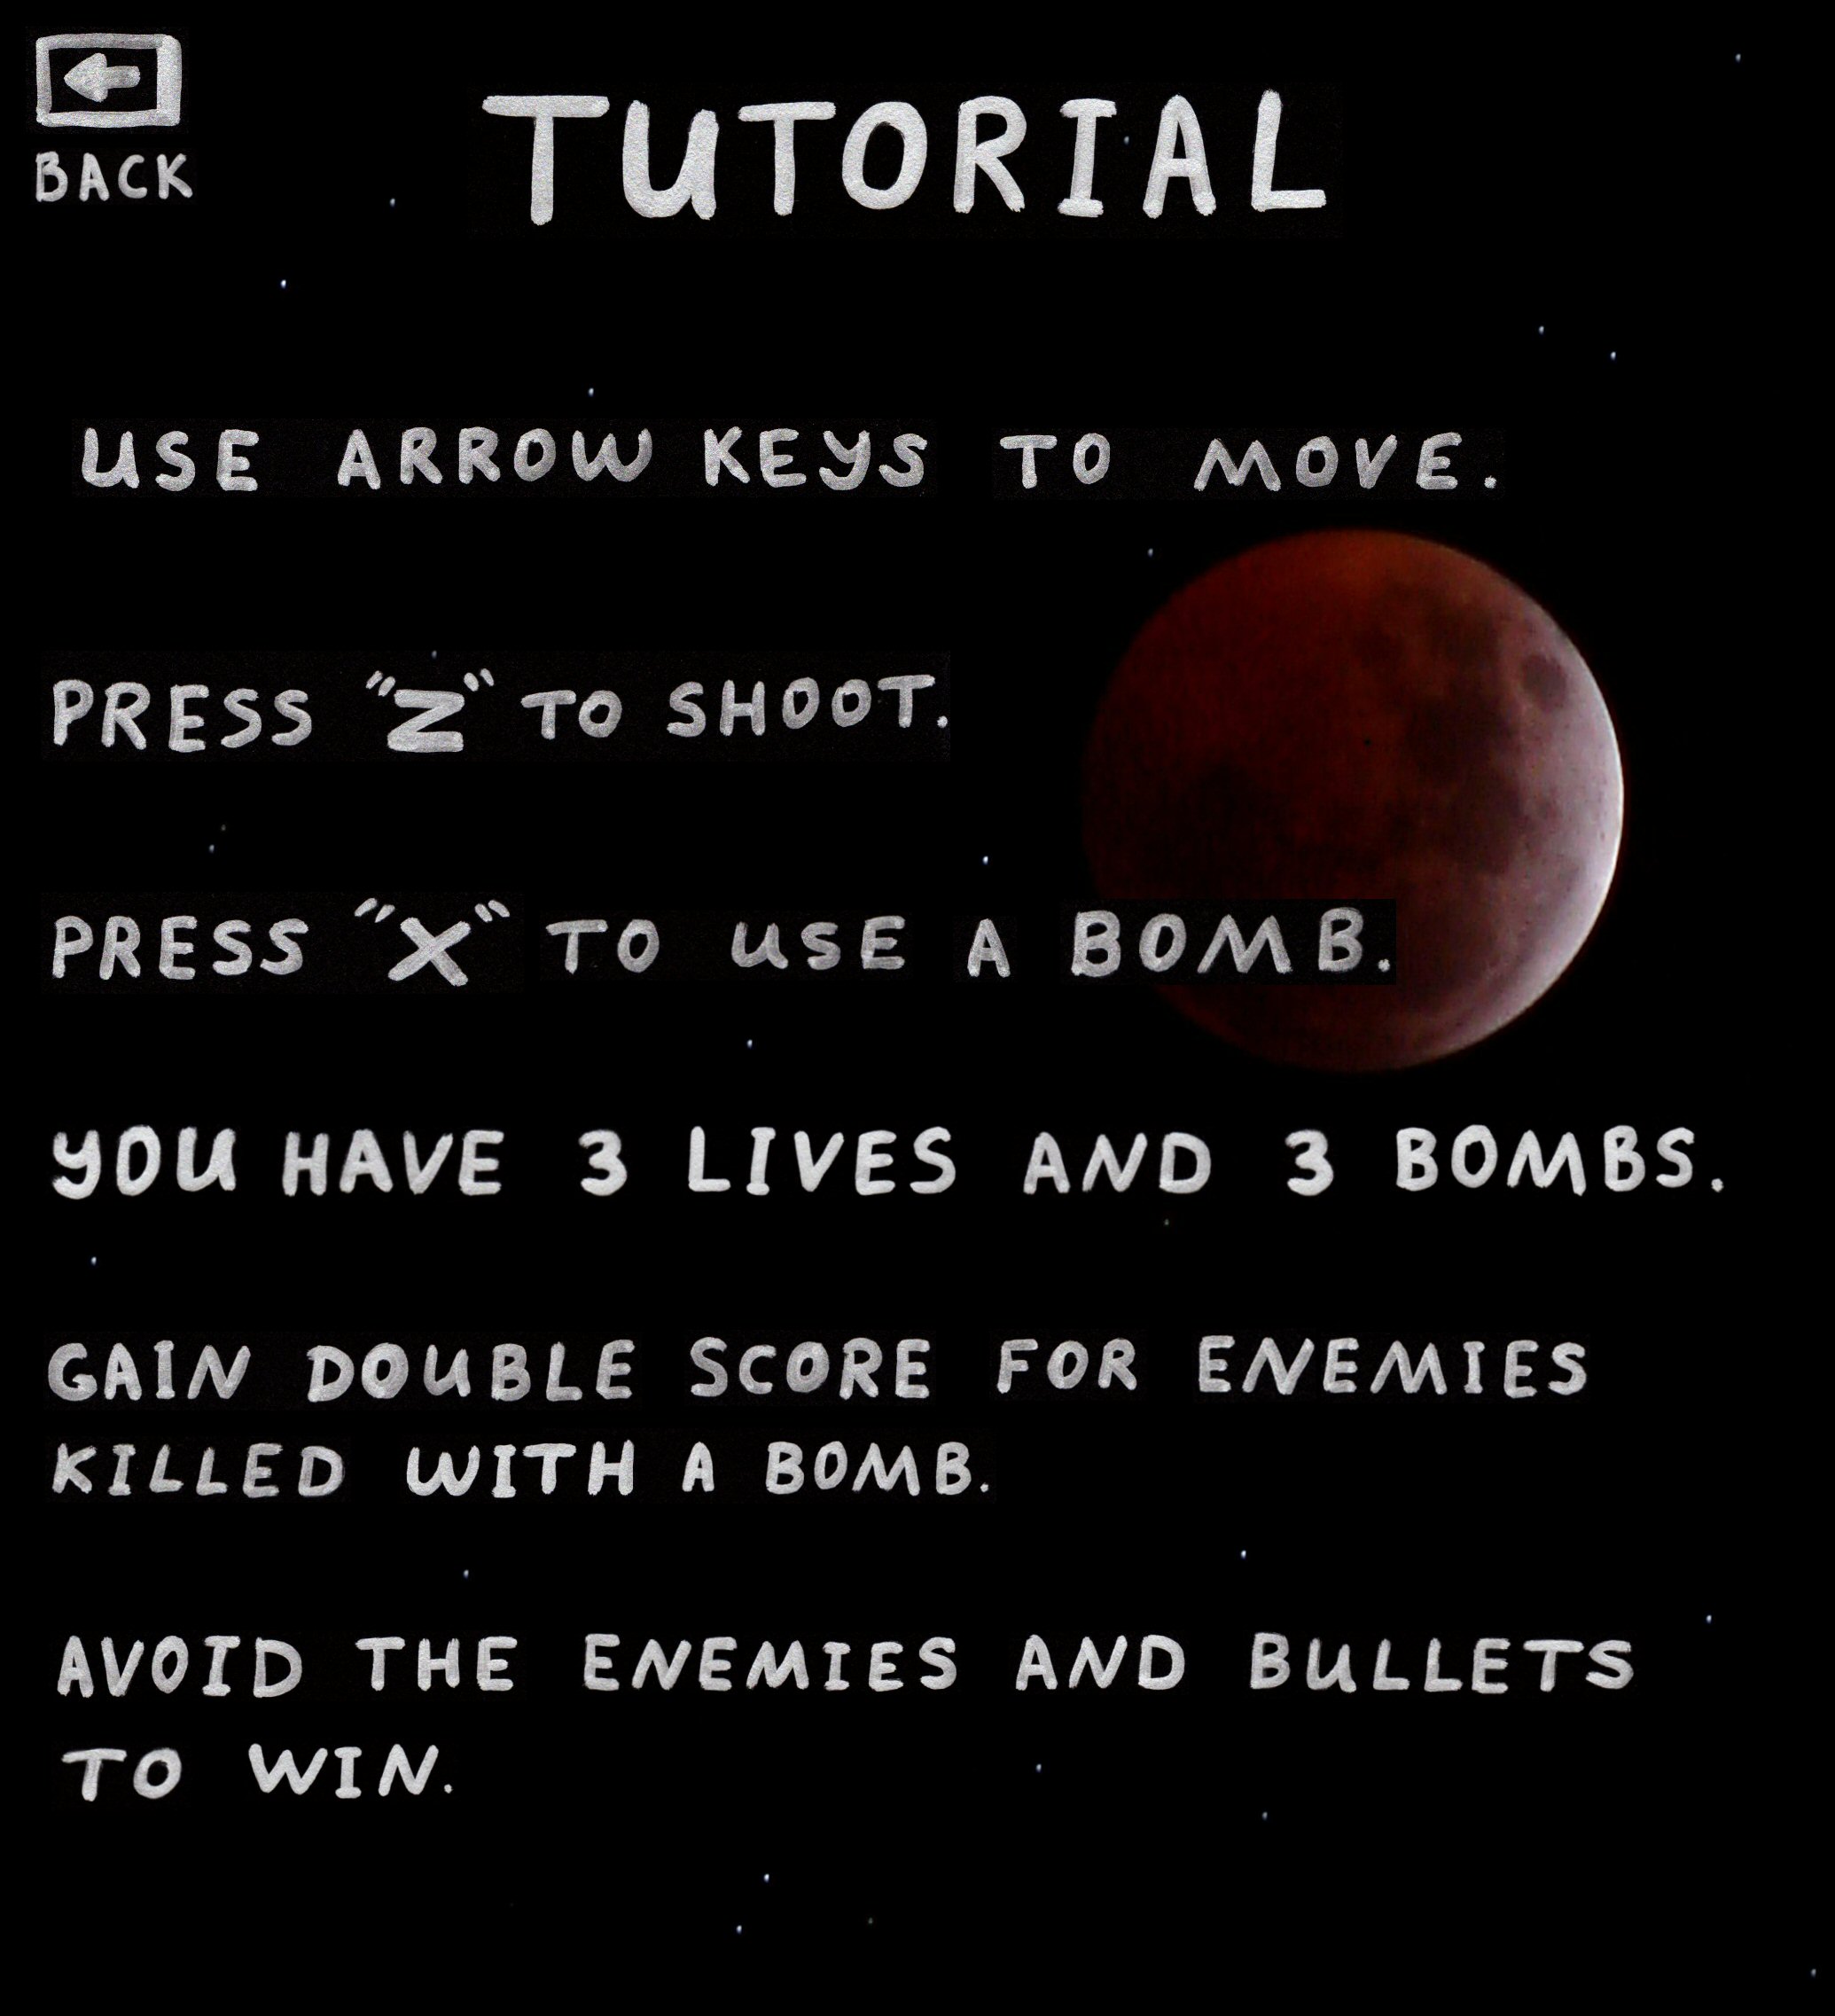 BACK
TUTORIAL
USE ARROW KEYS TO MOVE.
PRESS "Z" TO SHOOT.
PRESS "X" TO USE A BOMB.
YOU HAVE 3 LIVES AND 3 BOMBS.
GAIN DOUBLE SCORE FOR ENEMIES
KILLED WITH A BOMB.
AVOID THE ENEMIES AND BULLETS
TO WIN.